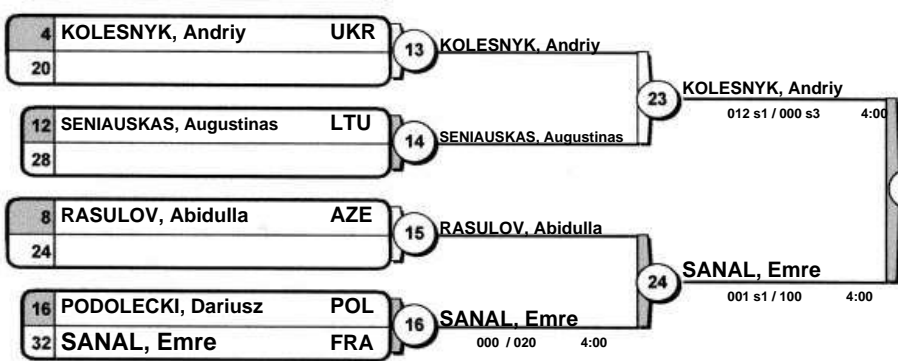 4 KOLESNYK, Andriy UKR
20
13 KOLESNYK, Andriy
12 SENIAUSKAS, Augustinas LTU
28
14 SENIAUSKAS, Augustinas
23 KOLESNYK, Andriy
012 s1 / 000 s3 4:00
8 RASULOV, Abidulla AZE
24
15 RASULOV, Abidulla
16 PODOLECKI, Dariusz POL
32 SANAL, Emre FRA
16 SANAL, Emre
000 / 020 4:00
24 SANAL, Emre
001 s1 / 100 4:00